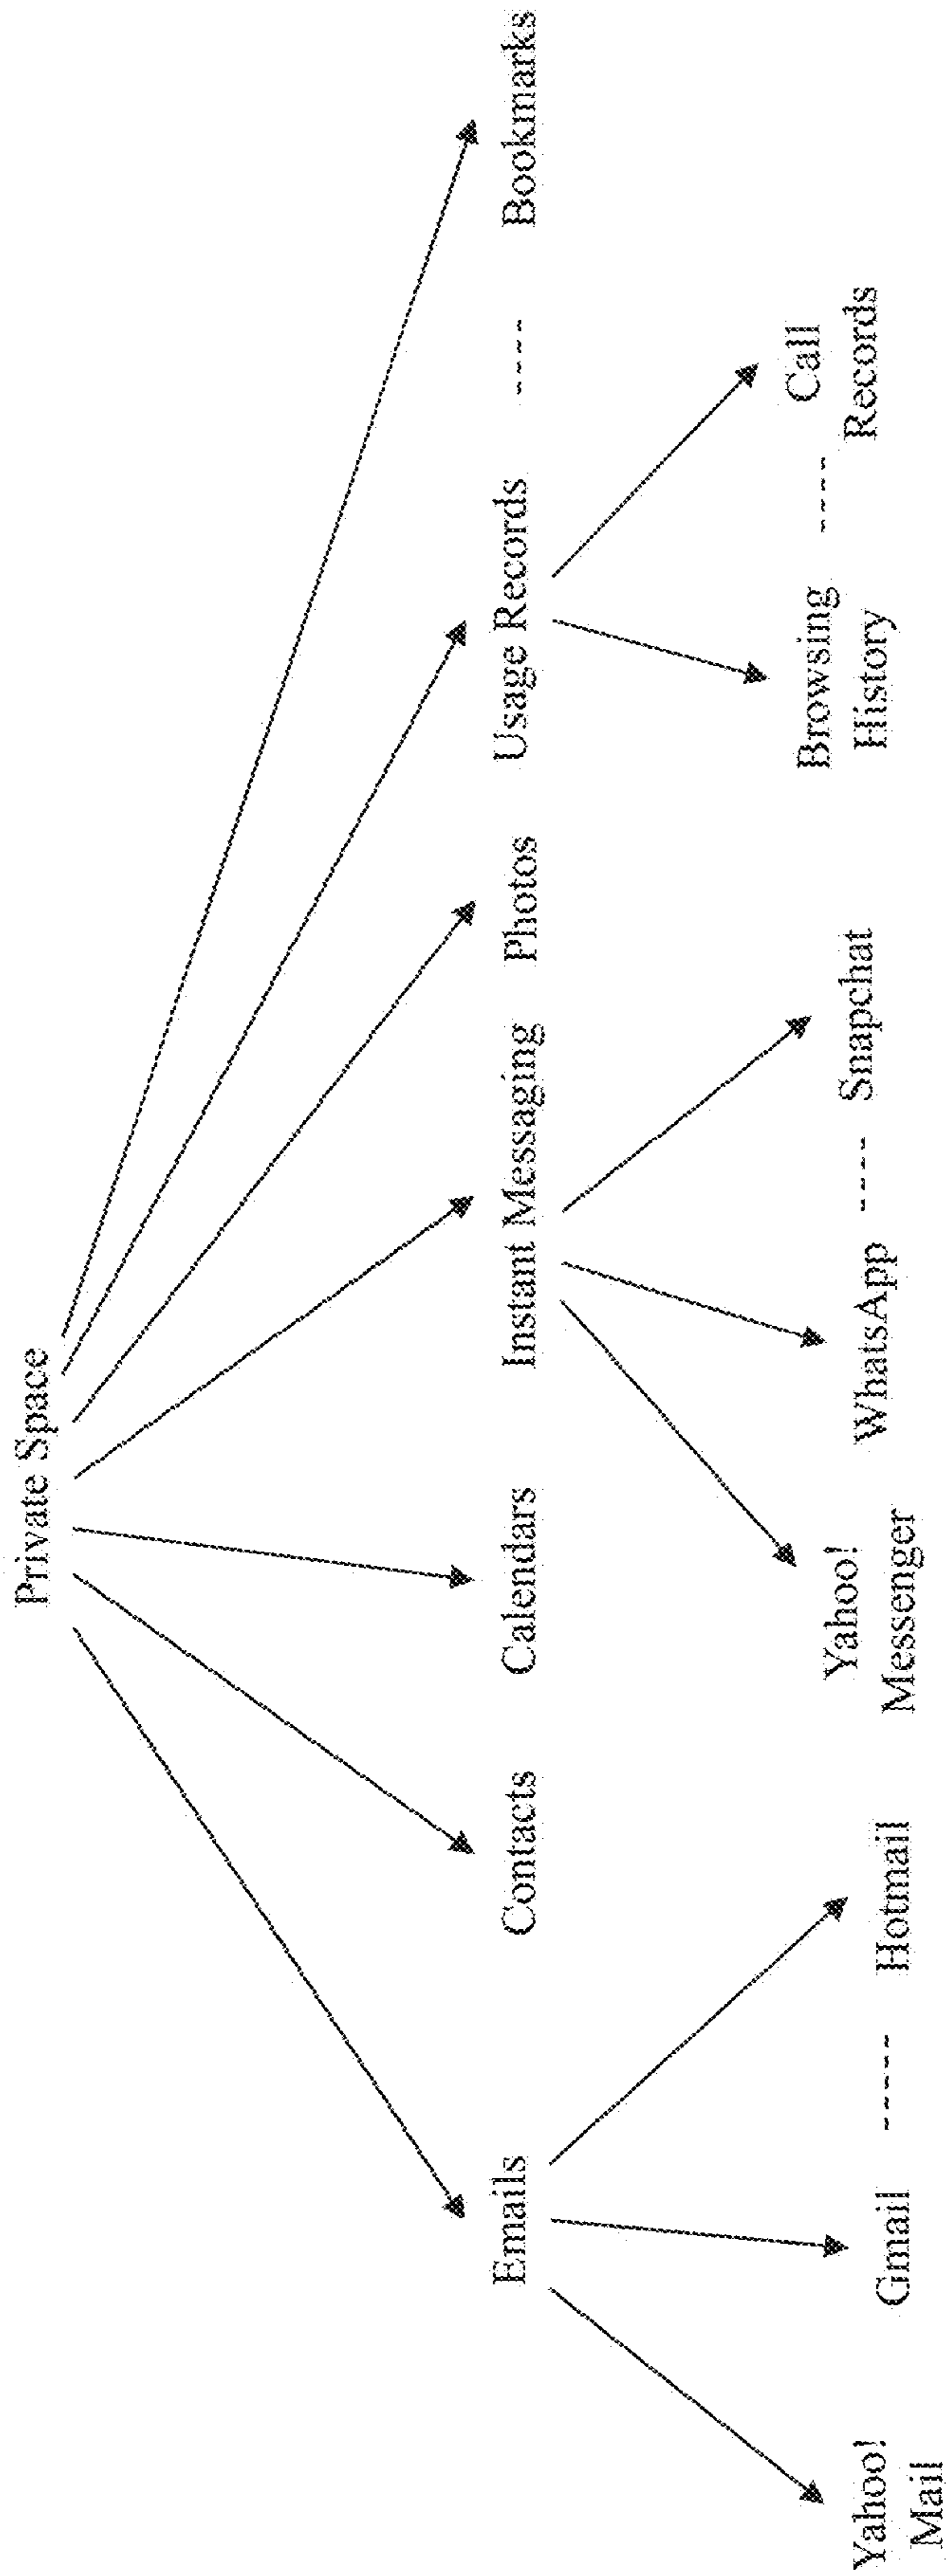 Private Space
Emails
Contacts
Calendars
Instant Messaging
Photos
Usage Records
----
Bookmarks
Yahoo!
Mail
Gmail
-----
Hotmail
Yahoo!
Messenger
WhatsApp
----
Snapchat
Browsing
History
----
Call
Records